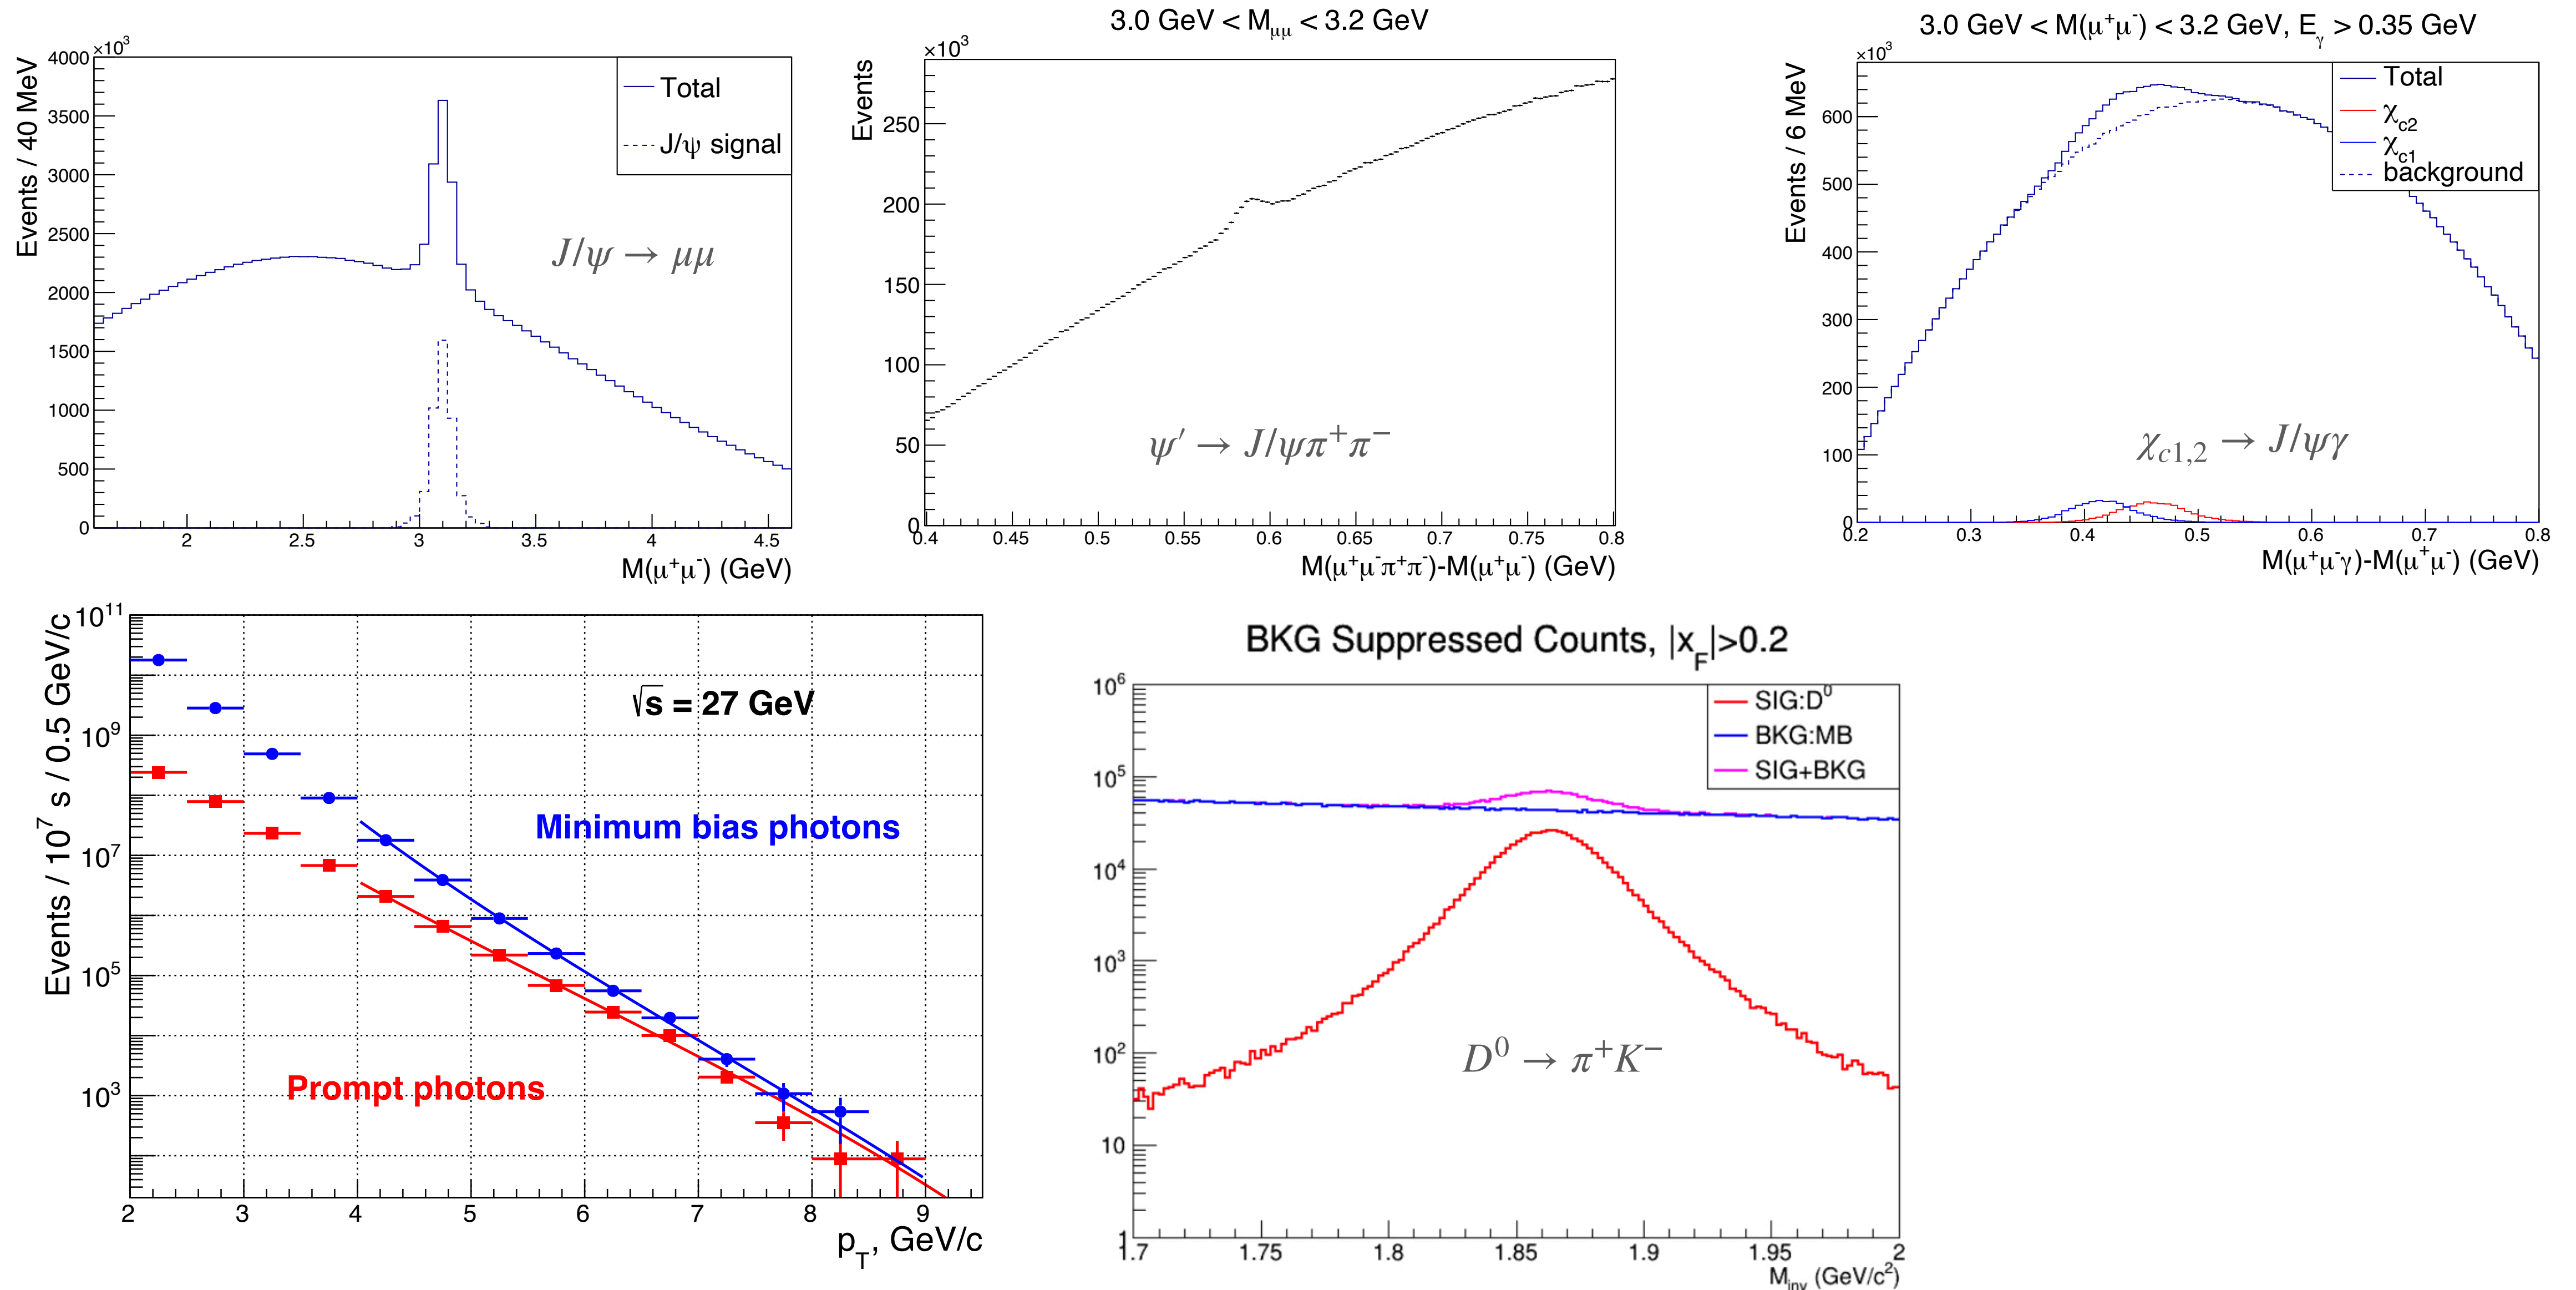 Events / 40 MeV
×10³
4000
3500
3000
2500
2000
1500
1000
500
0
2
2.5
3
3.5
4
4.5
M(μ⁺μ⁻) (GeV)
Total
J/ψ signal
J/ψ → μμ
3.0 GeV < Mμμ < 3.2 GeV
Events
×10³
250
200
150
100
50
0
0.4
0.45
0.5
0.55
0.6
0.65
0.7
0.75
0.8
M(μ⁺μ⁻π⁺π⁻)-M(μ⁺μ⁻) (GeV)
ψ′ → J/ψπ⁺π⁻
3.0 GeV < M(μ⁺μ⁻) < 3.2 GeV, Eγ > 0.35 GeV
Events / 6 MeV
×10³
600
500
400
300
200
100
0
0.2
0.3
0.4
0.5
0.6
0.7
0.8
M(μ⁺μ⁻γ)-M(μ⁺μ⁻) (GeV)
Total
χc2
χc1
background
χc1,2 → J/ψγ
Events / 10⁷ s / 0.5 GeV/c
10¹¹
10⁹
10⁷
10⁵
10³
2
3
4
5
6
7
8
9
pT, GeV/c
√s = 27 GeV
Minimum bias photons
Prompt photons
BKG Suppressed Counts, |xF|>0.2
10⁶
10⁵
10⁴
10³
10²
10
1
1.7
1.75
1.8
1.85
1.9
1.95
2
Minv (GeV/c²)
SIG:D⁰
BKG:MB
SIG+BKG
D⁰ → π⁺K⁻